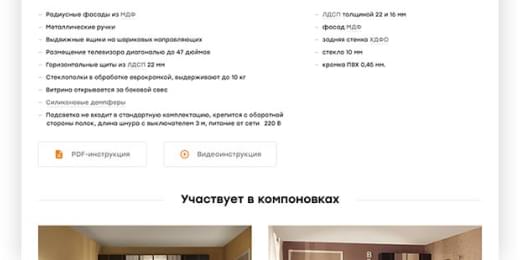 - Радиусные фасады из МДФ
- Металлические ручки
- Выдвижные ящики на шариковых направляющих
- Размещение телевизора диагональю до 47 дюймов
- Горизонтальные щиты из ЛДСП 22 мм
- Стеклополки в обработке еврокромкой, выдерживают до 10 кг
- Витрина открывается за боковой свес
- Силиконовые демпферы
- Подсветка не входит в стандартную комплектацию, крепится с оборотной
стороны полок, длина шнура с выключателем 3 м, питание от сети 220 В
- ЛДСП толщиной 22 и 16 мм
- фасад МДФ
- задняя стенка ХДФО
- стекло 10 мм
- кромка ПВХ 0,45 мм.
PDF-инструкция
Видеоинструкция
Участвует в компоновках